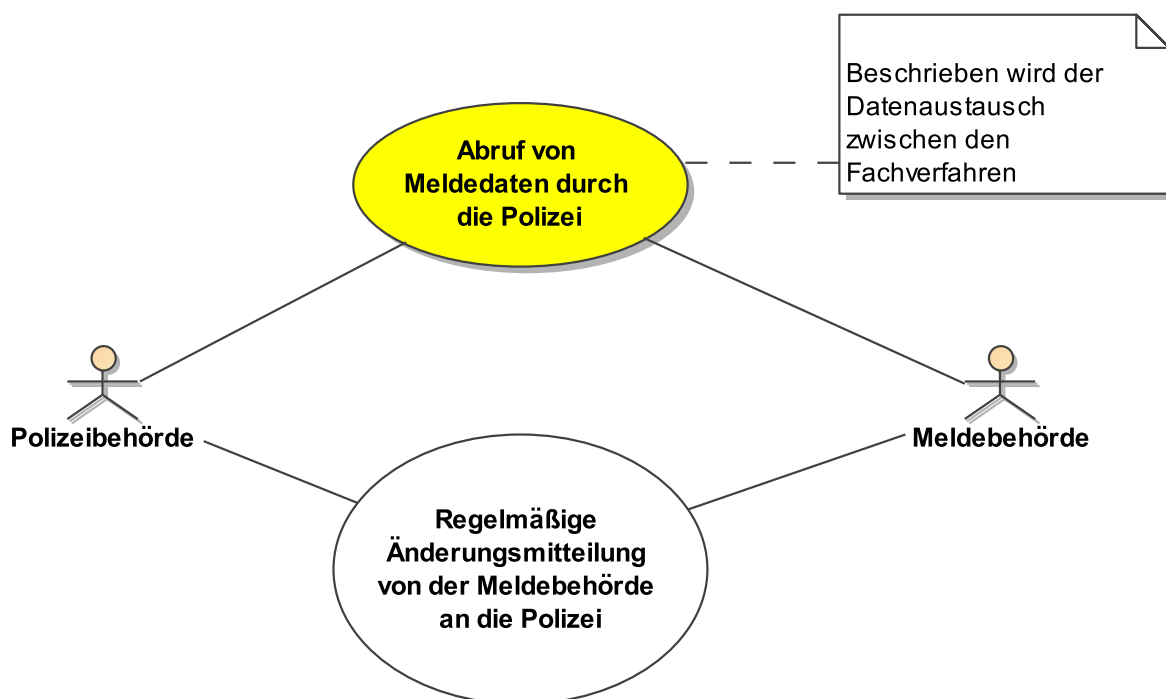 Beschrieben wird der
Datenaustausch
zwischen den
Fachverfahren
Abruf von
Meldedaten durch
die Polizei
Polizeibehörde
Meldebehörde
Regelmäßige
Änderungsmitteilung
von der Meldebehörde
an die Polizei